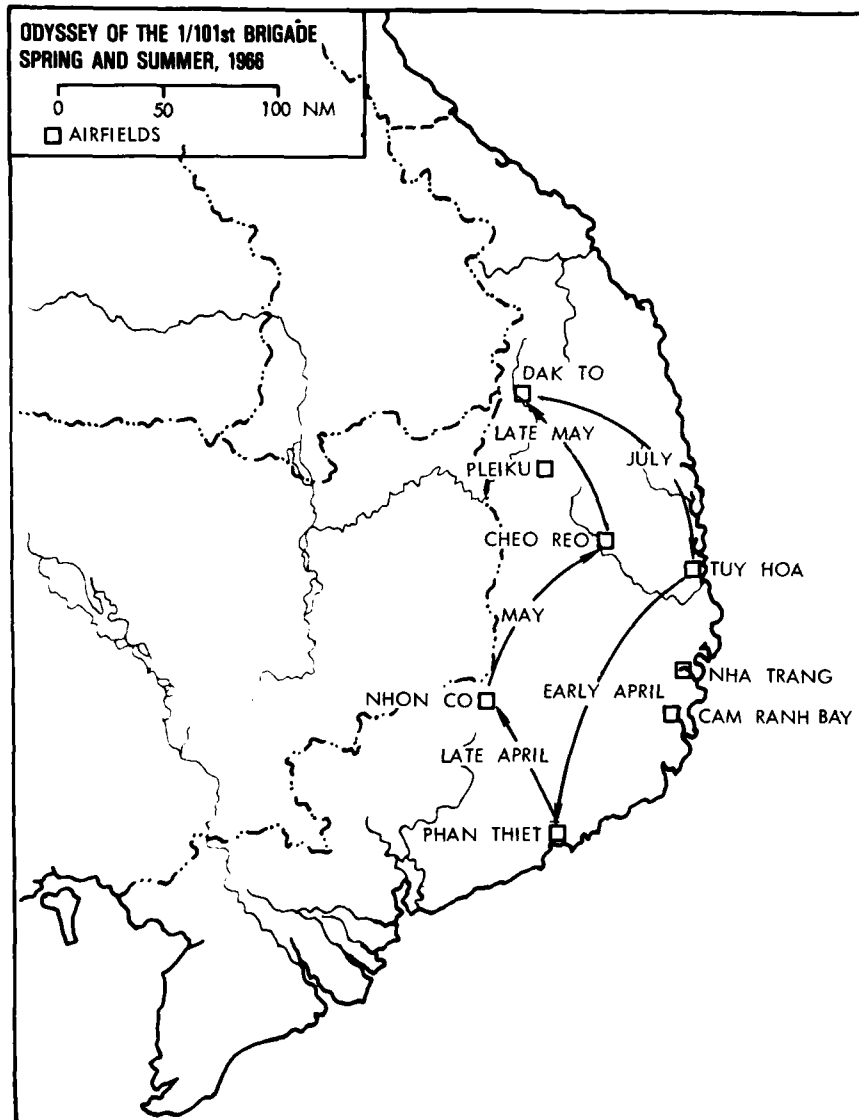 ODYSSEY OF THE 1/101st BRIGADE
SPRING AND SUMMER, 1966
0 50 100 NM
AIRFIELDS
DAK TO
LATE MAY
JULY
PLEIKU
CHEO REO
TUY HOA
MAY
NHA TRANG
EARLY APRIL
NHON CO
CAM RANH BAY
LATE APRIL
PHAN THIET